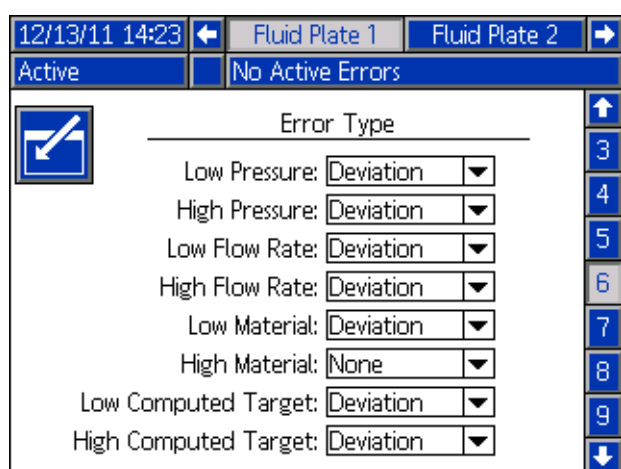 12/13/11 14:23 Fluid Plate 1 Fluid Plate 2
Active No Active Errors
Error Type
3
Low Pressure: Deviation
4
High Pressure: Deviation
5
Low Flow Rate: Deviation
6
High Flow Rate: Deviation
7
Low Material: Deviation
8
High Material: None
9
Low Computed Target: Deviation
High Computed Target: Deviation